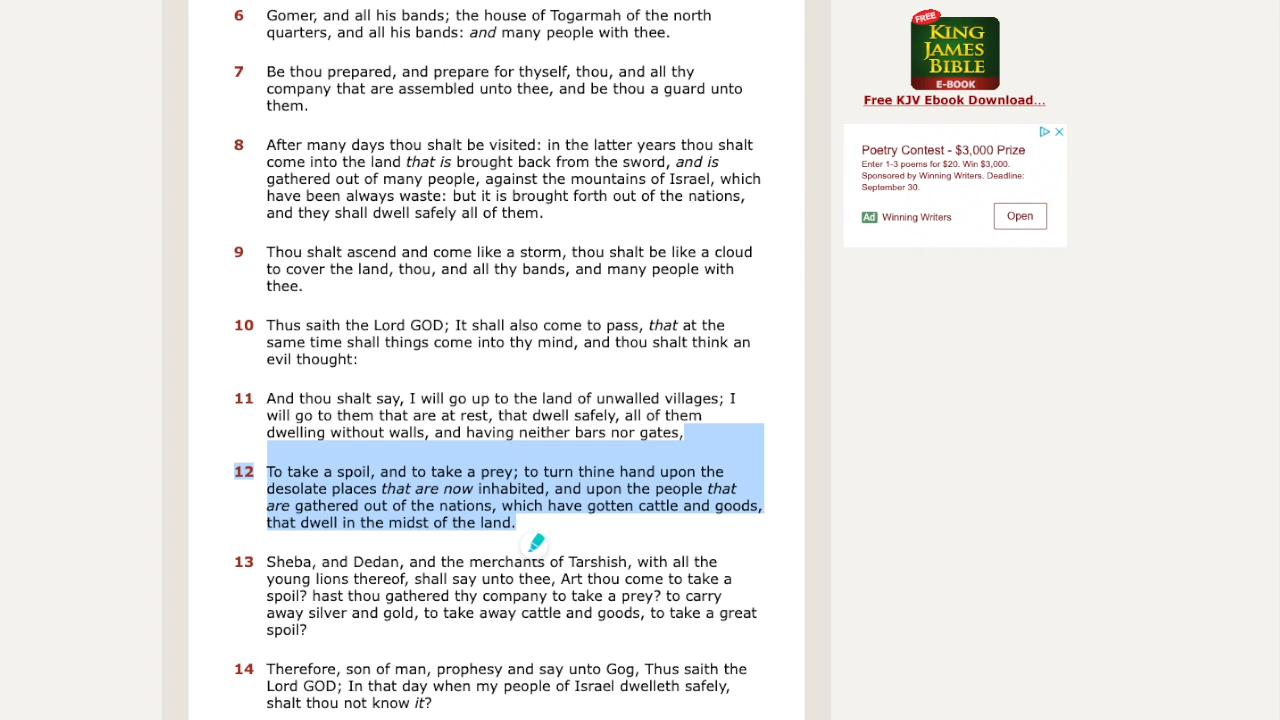 6 Gomer, and all his bands; the house of Togarmah of the north
quarters, and all his bands: and many people with thee.
7 Be thou prepared, and prepare for thyself, thou, and all thy
company that are assembled unto thee, and be thou a guard unto
them.
8 After many days thou shalt be visited: in the latter years thou shalt
come into the land that is brought back from the sword, and is
gathered out of many people, against the mountains of Israel, which
have been always waste: but it is brought forth out of the nations,
and they shall dwell safely all of them.
9 Thou shalt ascend and come like a storm, thou shalt be like a cloud
to cover the land, thou, and all thy bands, and many people with
thee.
10 Thus saith the Lord GOD; It shall also come to pass, that at the
same time shall things come into thy mind, and thou shalt think an
evil thought:
11 And thou shalt say, I will go up to the land of unwalled villages; I
will go to them that are at rest, that dwell safely, all of them
dwelling without walls, and having neither bars nor gates,
12 To take a spoil, and to take a prey; to turn thine hand upon the
desolate places that are now inhabited, and upon the people that
are gathered out of the nations, which have gotten cattle and goods,
that dwell in the midst of the land.
13 Sheba, and Dedan, and the merchants of Tarshish, with all the
young lions thereof, shall say unto thee, Art thou come to take a
spoil? hast thou gathered thy company to take a prey? to carry
away silver and gold, to take away cattle and goods, to take a great
spoil?
14 Therefore, son of man, prophesy and say unto Gog, Thus saith the
Lord GOD; In that day when my people of Israel dwelleth safely,
shalt thou not know it?
FREE
KING
JAMES
BIBLE
E-BOOK
Free KJV Ebook Download...
Poetry Contest - $3,000 Prize
Enter 1-3 poems for $20. Win $3,000.
Sponsored by Winning Writers. Deadline:
September 30.
Ad Winning Writers
Open